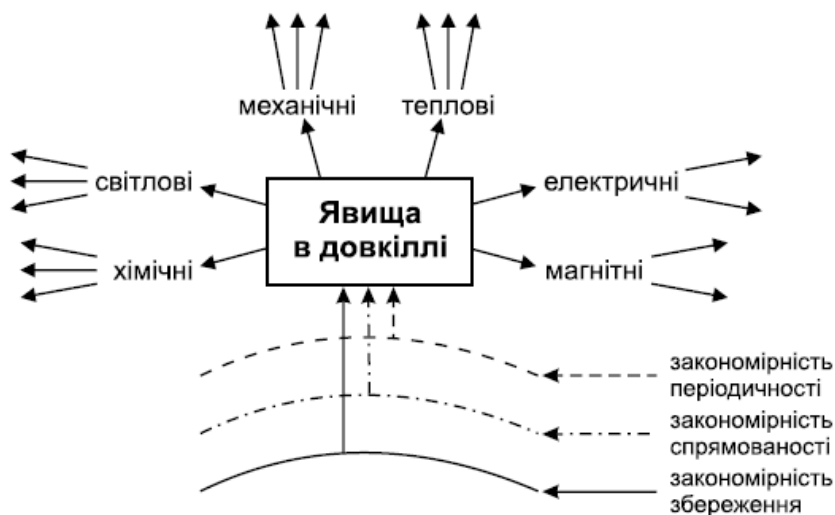 механічні
теплові
світлові
електричні
Явища
в довкіллі
хімічні
магнітні
закономірність
періодичності
закономірність
спрямованості
закономірність
збереження